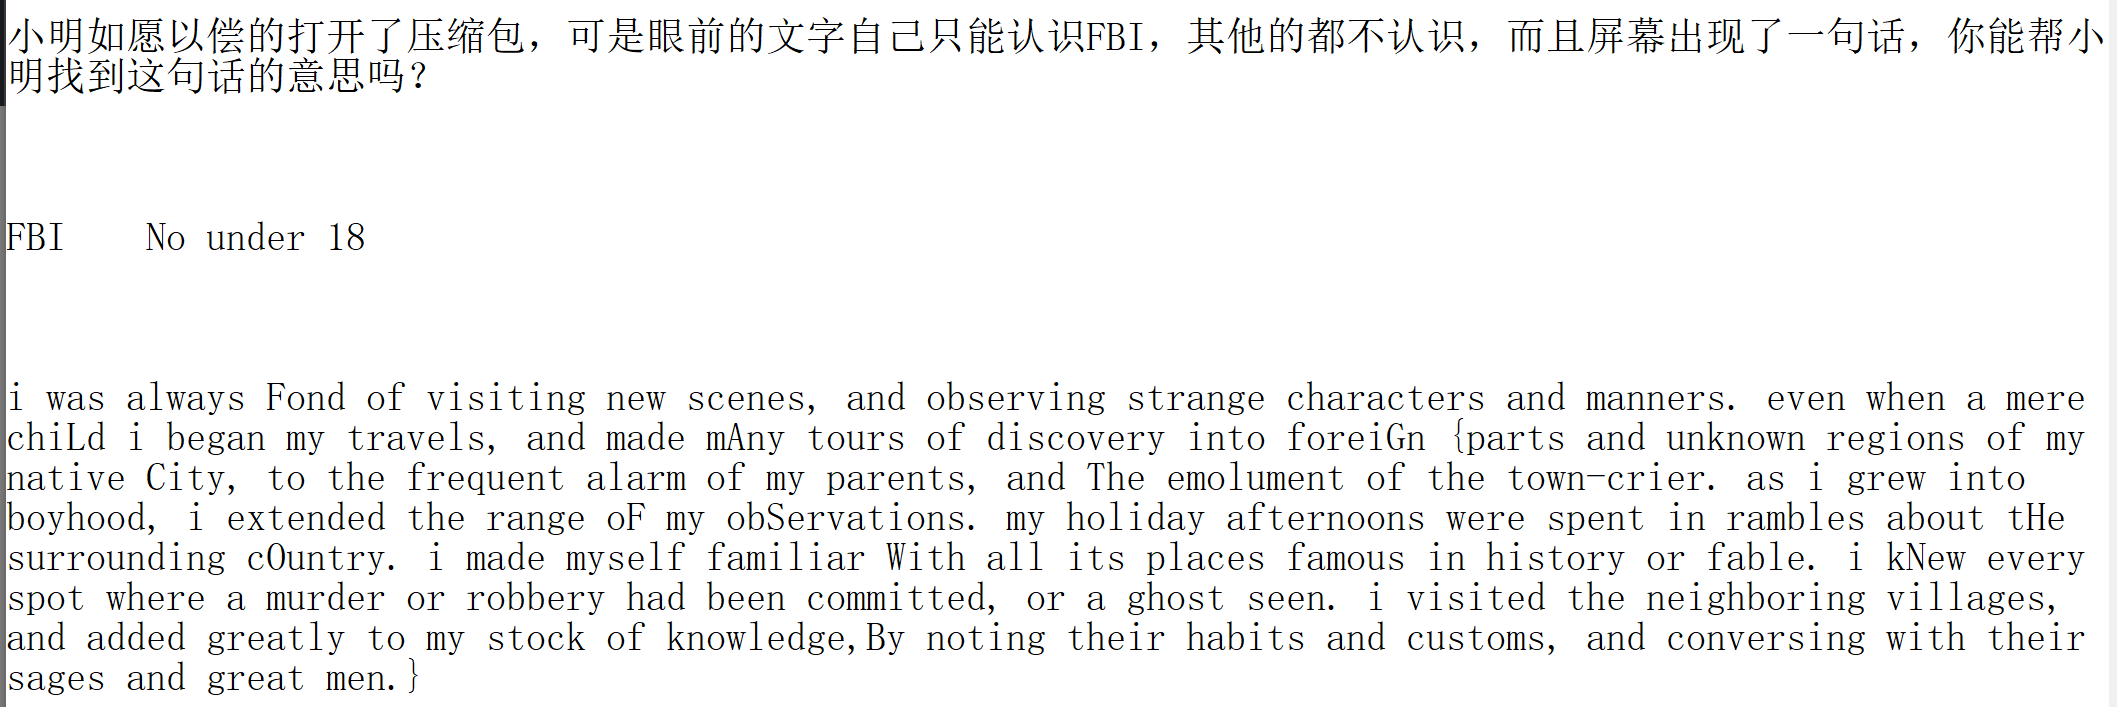 小明如愿以偿的打开了压缩包，可是眼前的文字自己只能认识FBI，其他的都不认识，而且屏幕出现了一句话，你能帮小
明找到这句话的意思吗？
FBI    No under 18
i was always Fond of visiting new scenes, and observing strange characters and manners. even when a mere
chiLd i began my travels, and made mAny tours of discovery into foreiGn {parts and unknown regions of my
native City, to the frequent alarm of my parents, and The emolument of the town-crier. as i grew into
boyhood, i extended the range oF my obServations. my holiday afternoons were spent in rambles about tHe
surrounding cOuntry. i made myself familiar With all its places famous in history or fable. i kNew every
spot where a murder or robbery had been committed, or a ghost seen. i visited the neighboring villages,
and added greatly to my stock of knowledge,By noting their habits and customs, and conversing with their
sages and great men.}